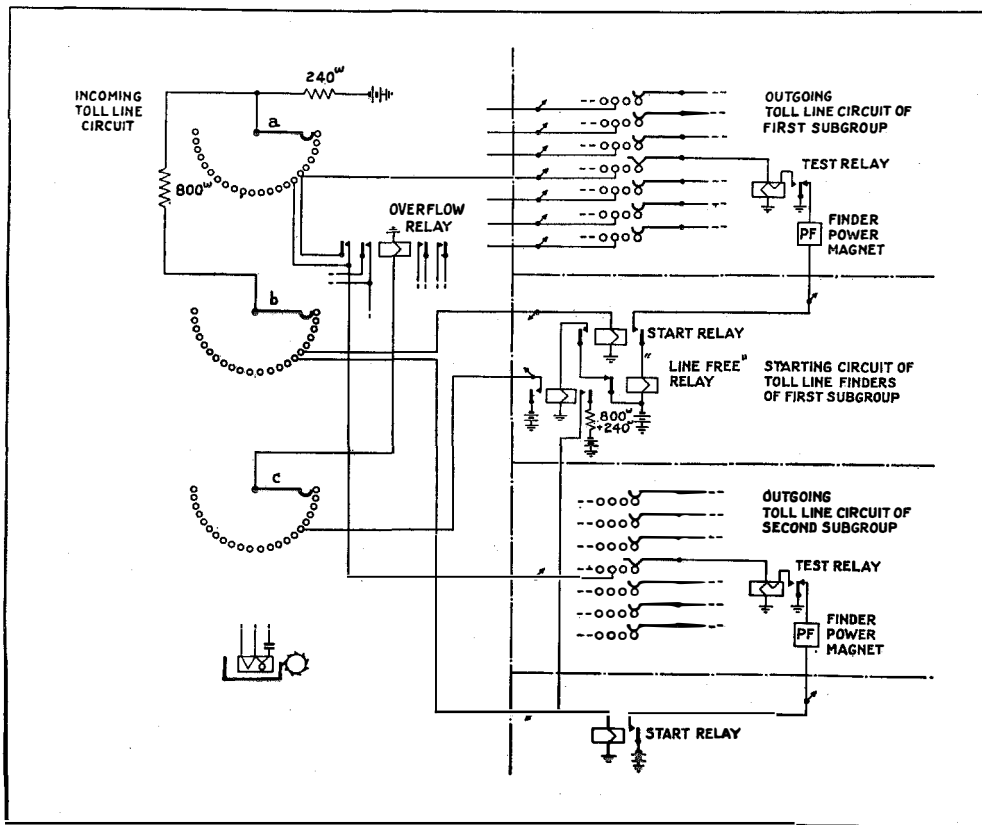 INCOMING
TOLL LINE
CIRCUIT
240ω
a
800ω
OVERFLOW
RELAY
b
c
OUTGOING
TOLL LINE CIRCUIT OF
FIRST SUBGROUP
TEST RELAY
PF
FINDER
POWER
MAGNET
START RELAY
"LINE FREE"
RELAY
800ω
+240ω
STARTING CIRCUIT OF
TOLL LINE FINDERS
OF FIRST SUBGROUP
OUTGOING
TOLL LINE CIRCUIT OF
SECOND SUBGROUP
TEST RELAY
PF
FINDER
POWER
MAGNET
START RELAY